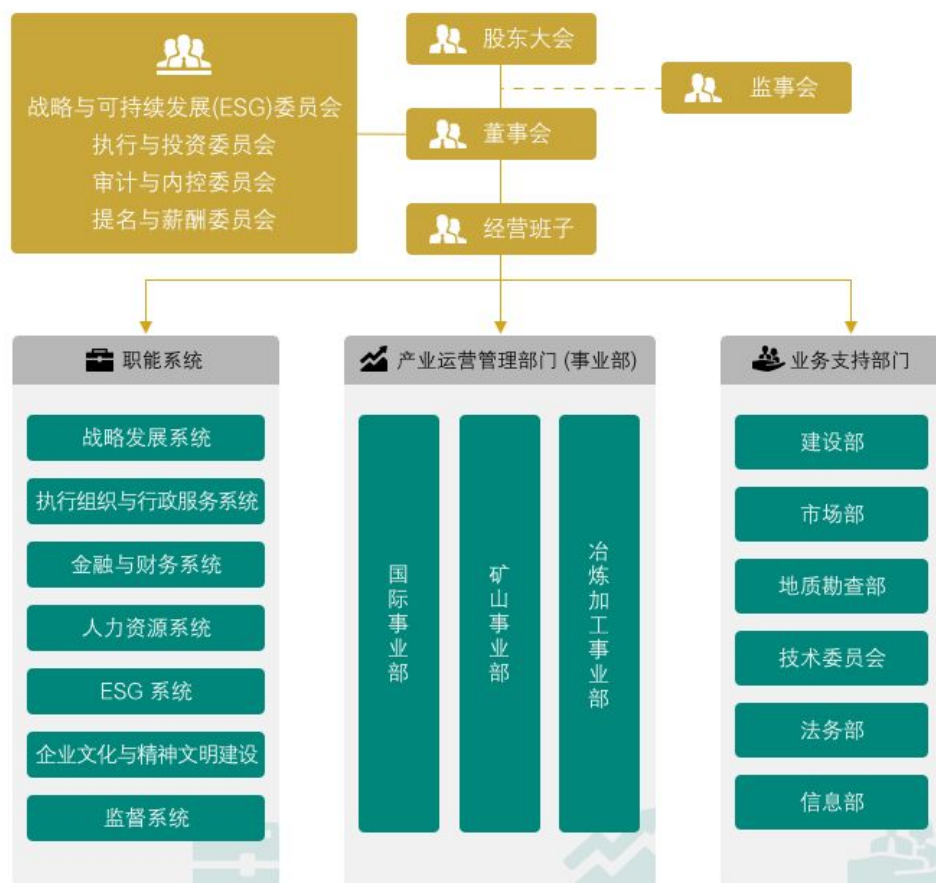 股东大会
监事会
战略与可持续发展(ESG)委员会
执行与投资委员会
审计与内控委员会
提名与薪酬委员会
董事会
经营班子
职能系统
战略发展系统
执行组织与行政服务系统
金融与财务系统
人力资源系统
ESG 系统
企业文化与精神文明建设
监督系统
产业运营管理部门 (事业部)
国际事业部
矿山事业部
冶炼加工事业部
业务支持部门
建设部
市场部
地质勘查部
技术委员会
法务部
信息部